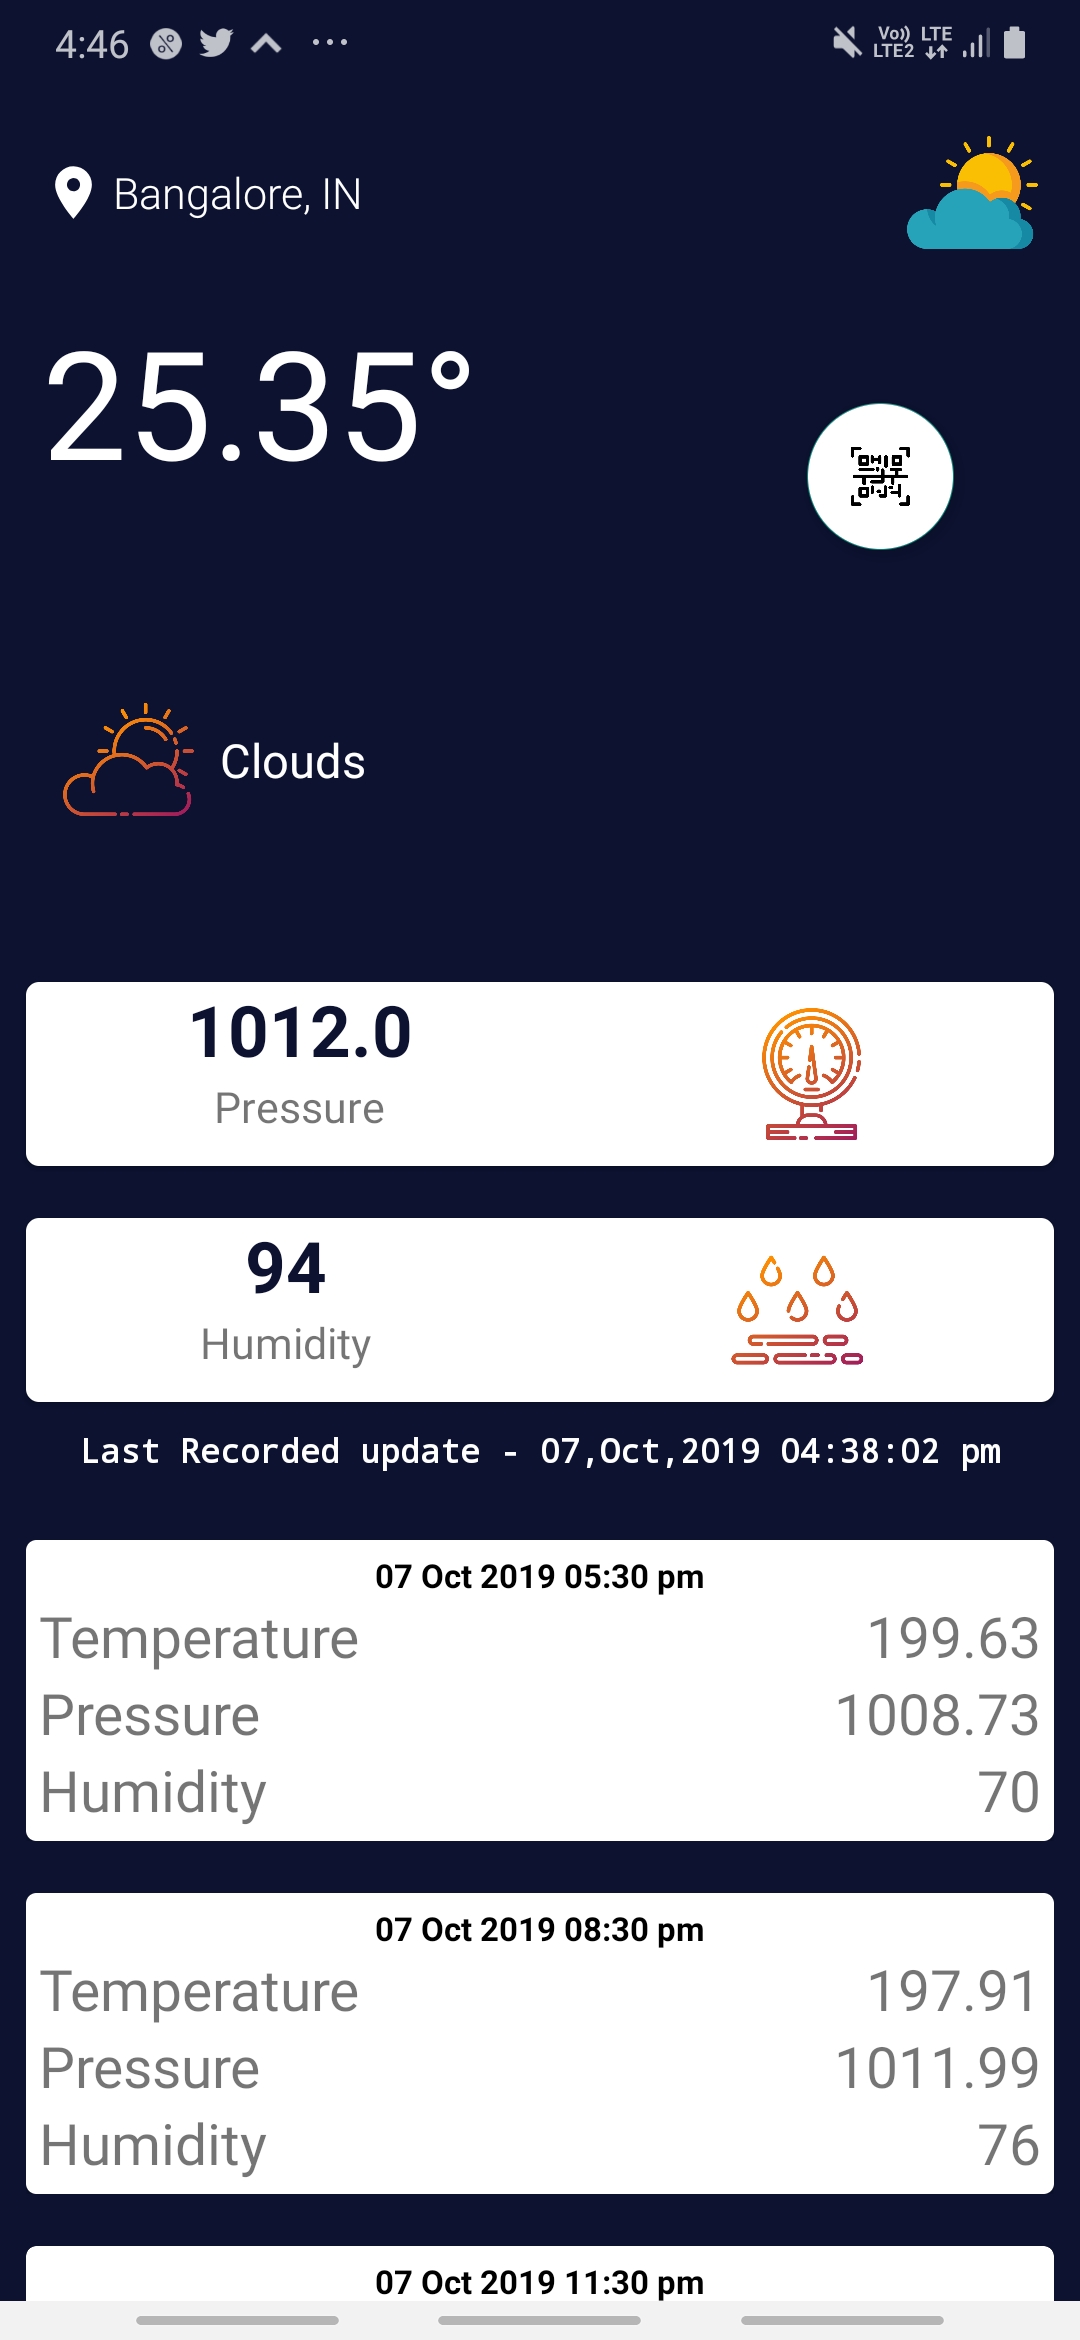 4:46
Vo)) LTE
LTE2
Bangalore, IN
25.35°
Clouds
1012.0
Pressure
94
Humidity
Last Recorded update - 07,Oct,2019 04:38:02 pm
07 Oct 2019 05:30 pm
Temperature 199.63
Pressure 1008.73
Humidity 70
07 Oct 2019 08:30 pm
Temperature 197.91
Pressure 1011.99
Humidity 76
07 Oct 2019 11:30 pm